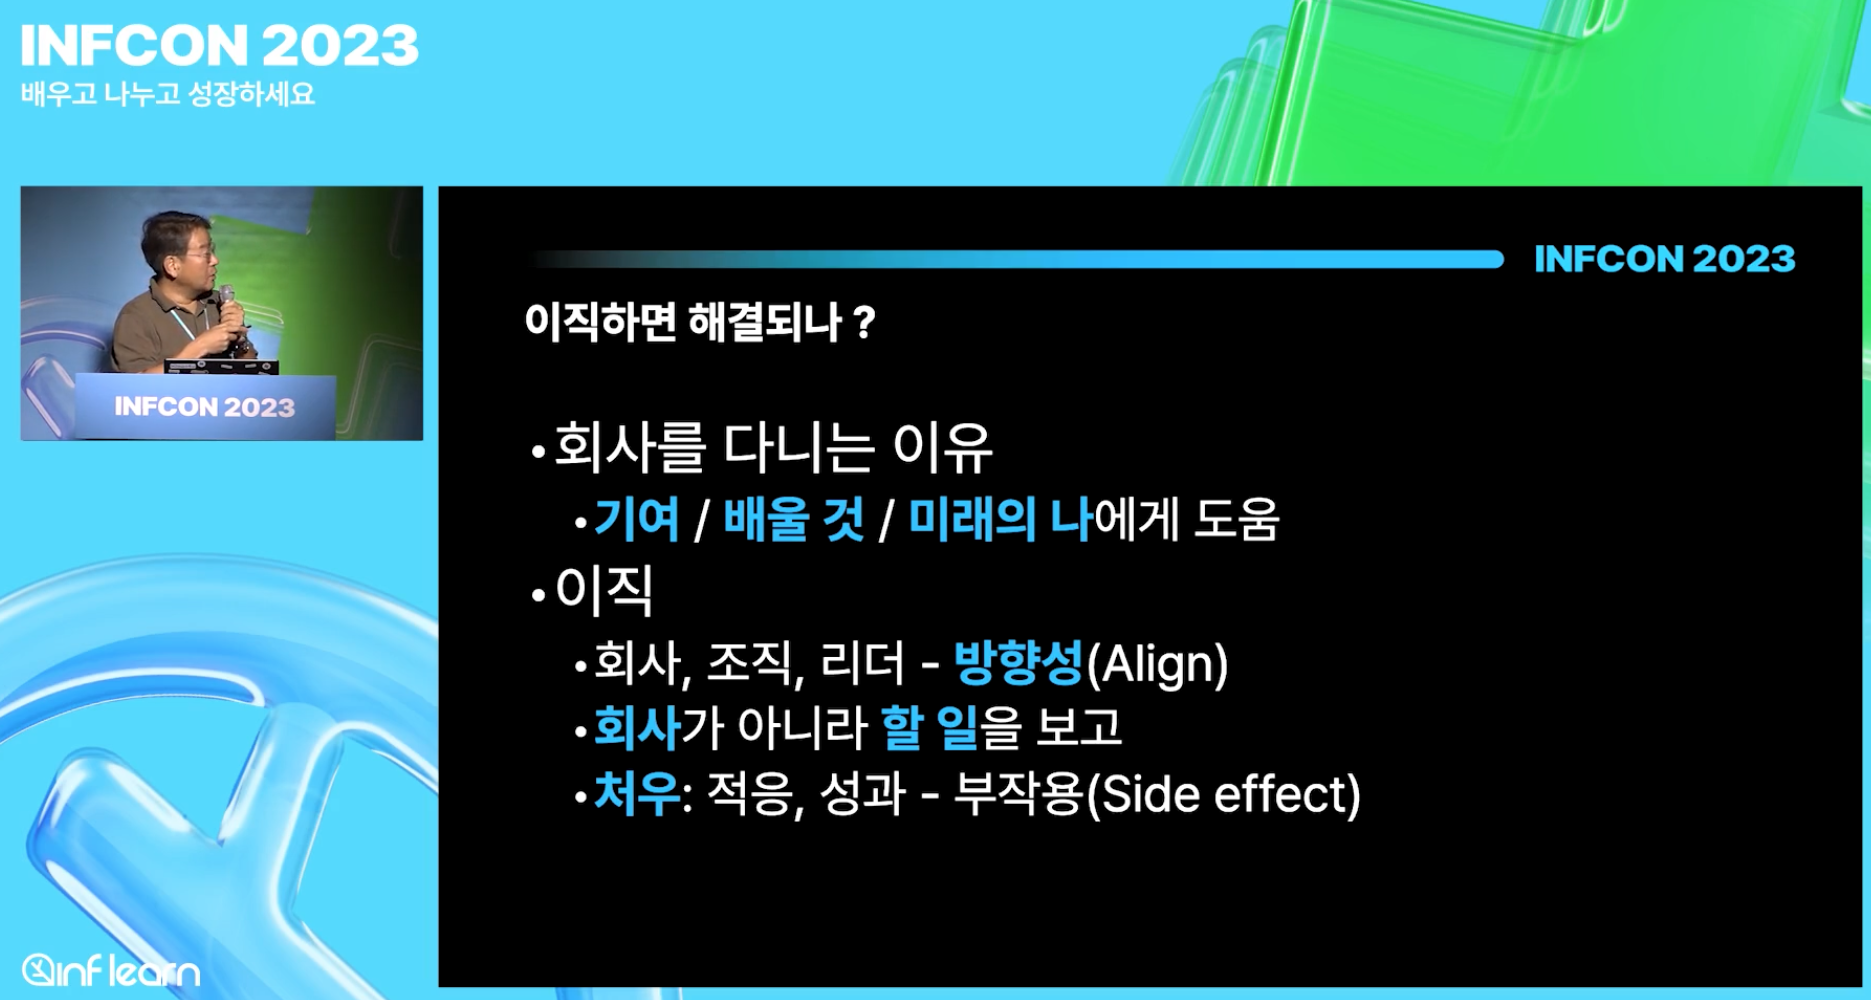 INFCON 2023
배우고 나누고 성장하세요
INFCON 2023
INFCON 2023
이직하면 해결되나 ?
•회사를 다니는 이유
•기여 / 배울 것 / 미래의 나에게 도움
•이직
•회사, 조직, 리더 - 방향성(Align)
•회사가 아니라 할 일을 보고
•처우: 적응, 성과 - 부작용(Side effect)
inflearn